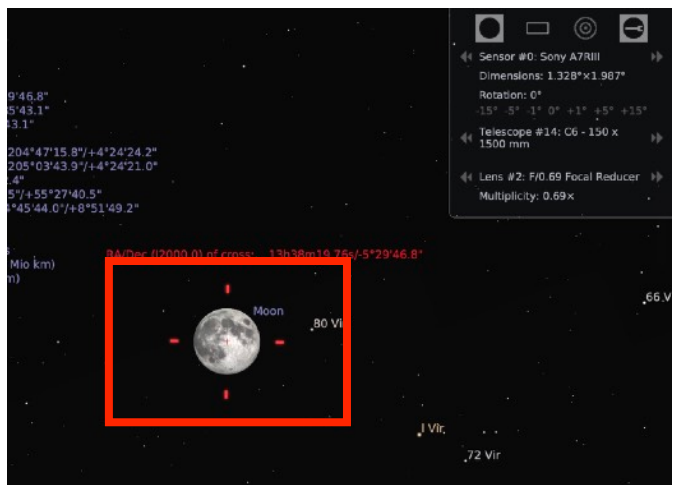 Sensor #0: Sony A7RIII
Dimensions: 1.328°×1.987°
Rotation: 0°
-15° -5° -1° 0° +1° +5° +15°
Telescope #14: C6 - 150 x
1500 mm
Lens #2: F/0.69 Focal Reducer
Multiplicity: 0.69×
9'46.8"
5'43.1"
43.1"
204°47'15.8"/+4°24'24.2"
205°03'43.9"/+4°24'21.0"
.4"
5"/+55°27'40.5"
°45'44.0"/+8°51'49.2"
s
Mio km)
m)
RA/Dec (J2000.0) of cross: 13h38m19.76s/-5°29'46.8"
Moon
80 Vi
66 V
l Vir
72 Vir